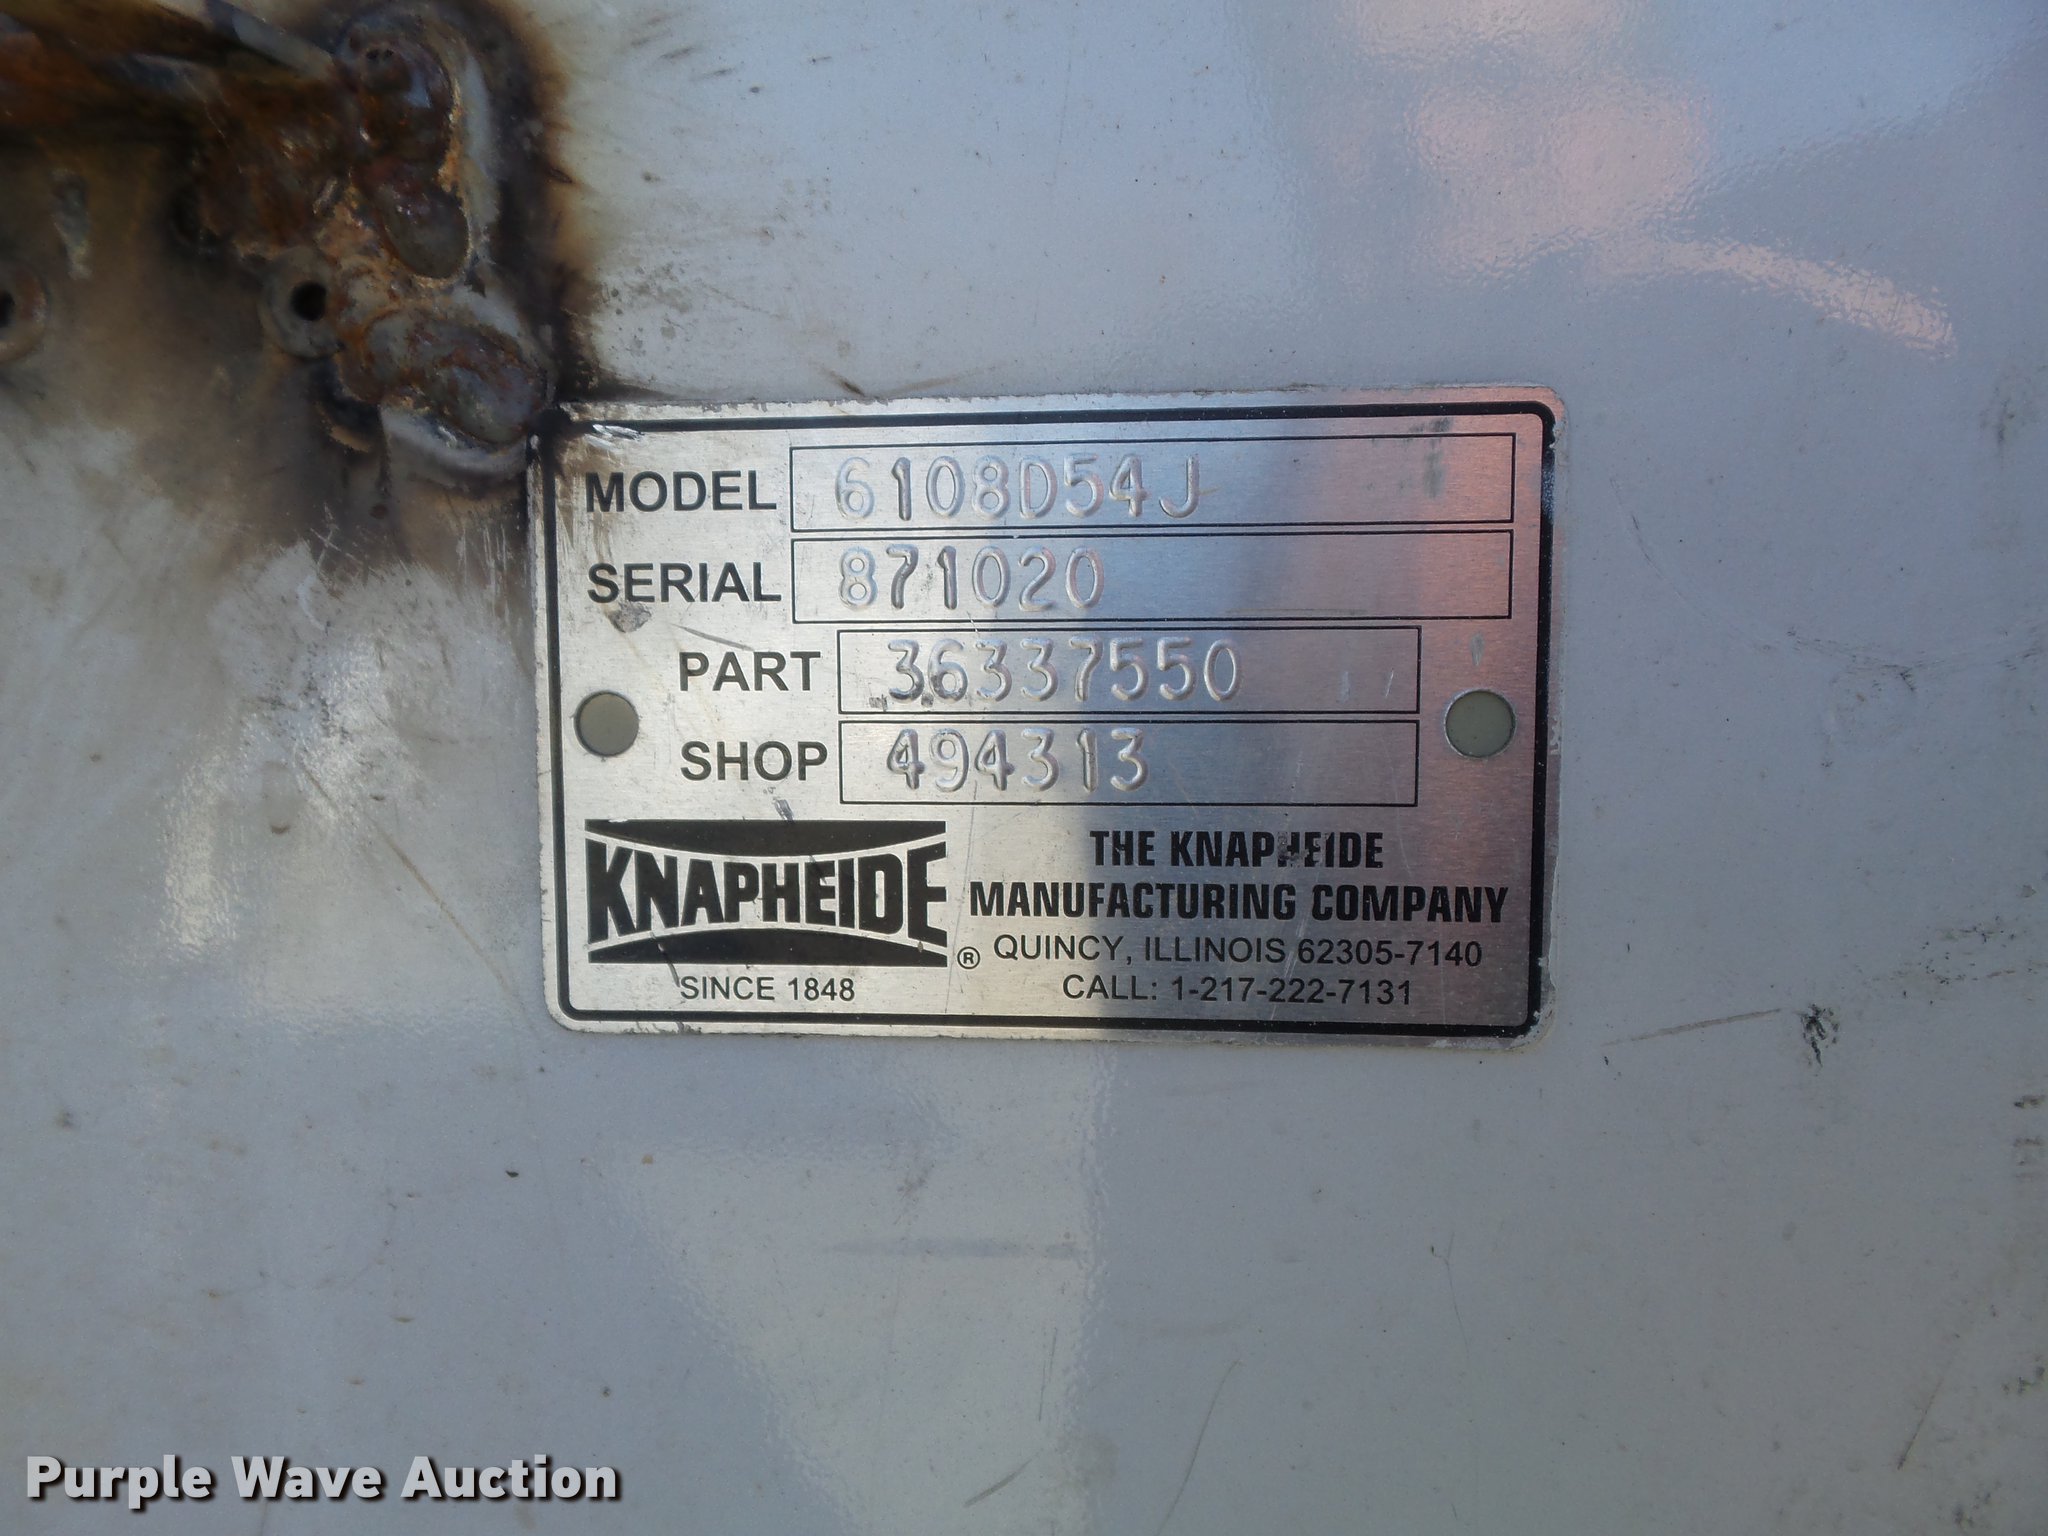 MODEL 6108D54J
SERIAL 871020
PART 36337550
SHOP 494313
KNAPHEIDE ®
SINCE 1848
THE KNAPHEIDE
MANUFACTURING COMPANY
QUINCY, ILLINOIS 62305-7140
CALL: 1-217-222-7131
Purple Wave Auction